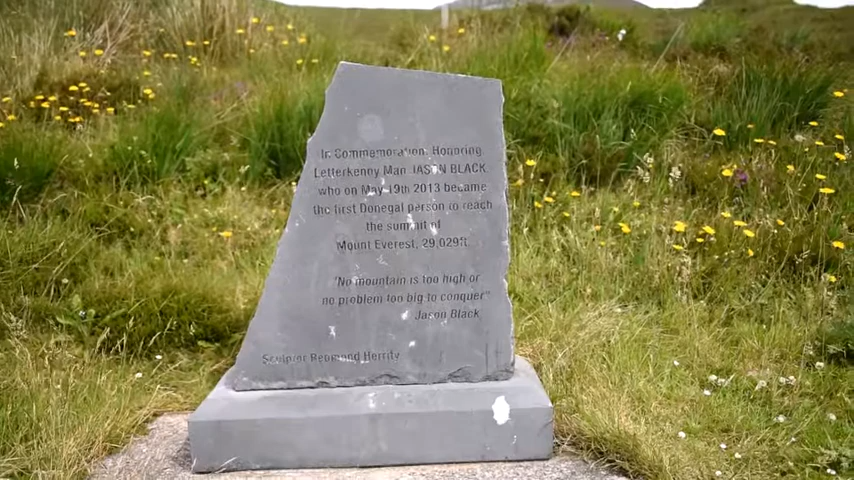 In Commemoration Honoring
Letterkenny Man JASON BLACK
who on May 19th 2013 became
the first Donegal person to reach
the summit of
Mount Everest, 29,029ft
"No mountain is too high or
no problem too big to conquer"
Jason Black
Sculptor Redmond Herrity